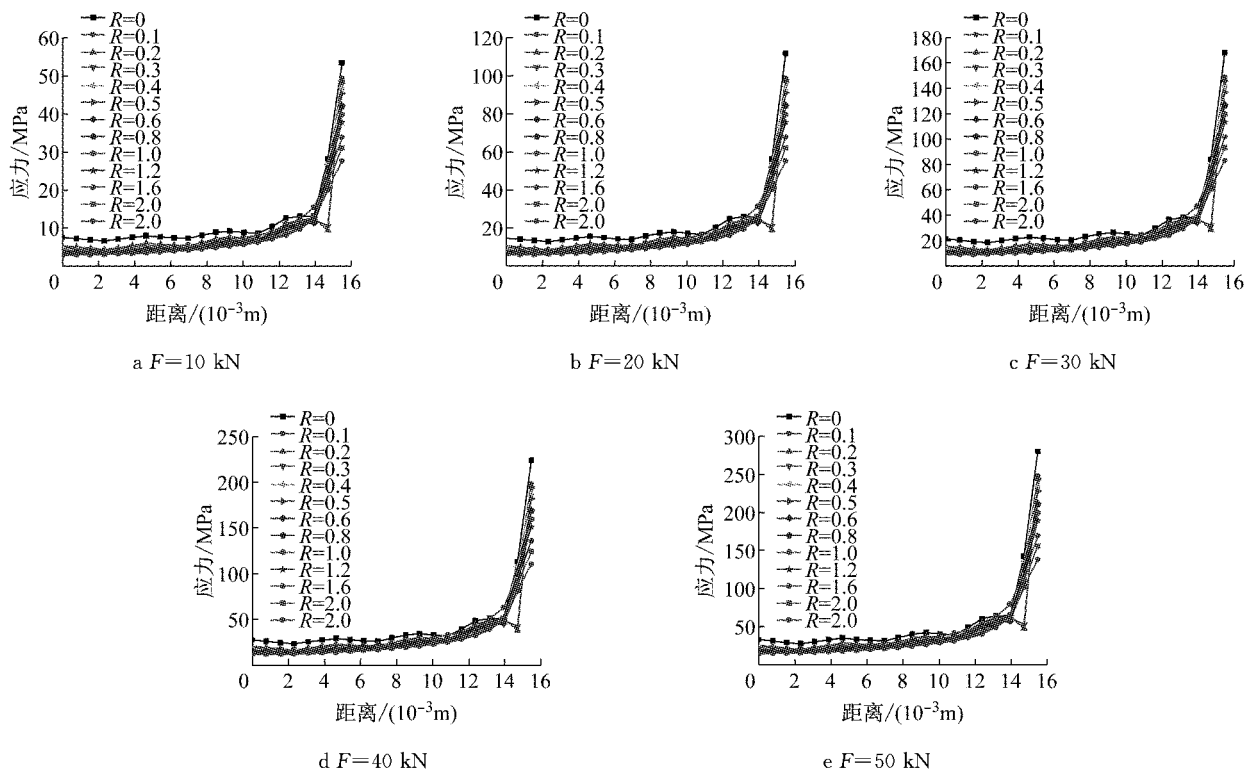 R=0
R=0.1
R=0.2
R=0.3
R=0.4
R=0.5
R=0.6
R=0.8
R=1.0
R=1.2
R=1.6
R=2.0
R=2.0
60
50
40
30
20
10
应力/MPa
0 2 4 6 8 10 12 14 16
距离/(10⁻³m)
a F=10 kN
R=0
R=0.1
R=0.2
R=0.3
R=0.4
R=0.5
R=0.6
R=0.8
R=1.0
R=1.2
R=1.6
R=2.0
R=2.0
120
100
80
60
40
20
应力/MPa
0 2 4 6 8 10 12 14 16
距离/(10⁻³m)
b F=20 kN
R=0
R=0.1
R=0.2
R=0.3
R=0.4
R=0.5
R=0.6
R=0.8
R=1.0
R=1.2
R=1.6
R=2.0
R=2.0
180
160
140
120
100
80
60
40
20
应力/MPa
0 2 4 6 8 10 12 14 16
距离/(10⁻³m)
c F=30 kN
R=0
R=0.1
R=0.2
R=0.3
R=0.4
R=0.5
R=0.6
R=0.8
R=1.0
R=1.2
R=1.6
R=2.0
R=2.0
250
200
150
100
50
应力/MPa
0 2 4 6 8 10 12 14 16
距离/(10⁻³m)
d F=40 kN
R=0
R=0.1
R=0.2
R=0.3
R=0.4
R=0.5
R=0.6
R=0.8
R=1.0
R=1.2
R=1.6
R=2.0
R=2.0
300
250
200
150
100
50
应力/MPa
0 2 4 6 8 10 12 14 16
距离/(10⁻³m)
e F=50 kN